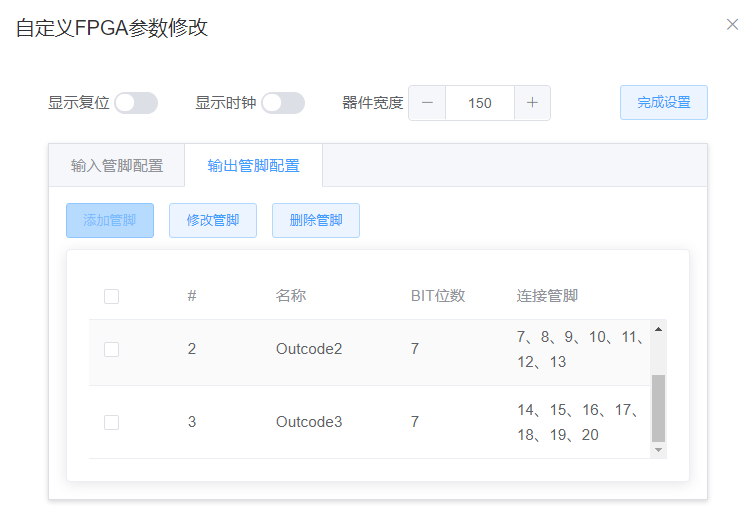 自定义FPGA参数修改
显示复位 显示时钟 器件宽度 150 完成设置
输入管脚配置 输出管脚配置
添加管脚 修改管脚 删除管脚
# 名称 BIT位数 连接管脚
2 Outcode2 7 7、8、9、10、11、
12、13
3 Outcode3 7 14、15、16、17、
18、19、20